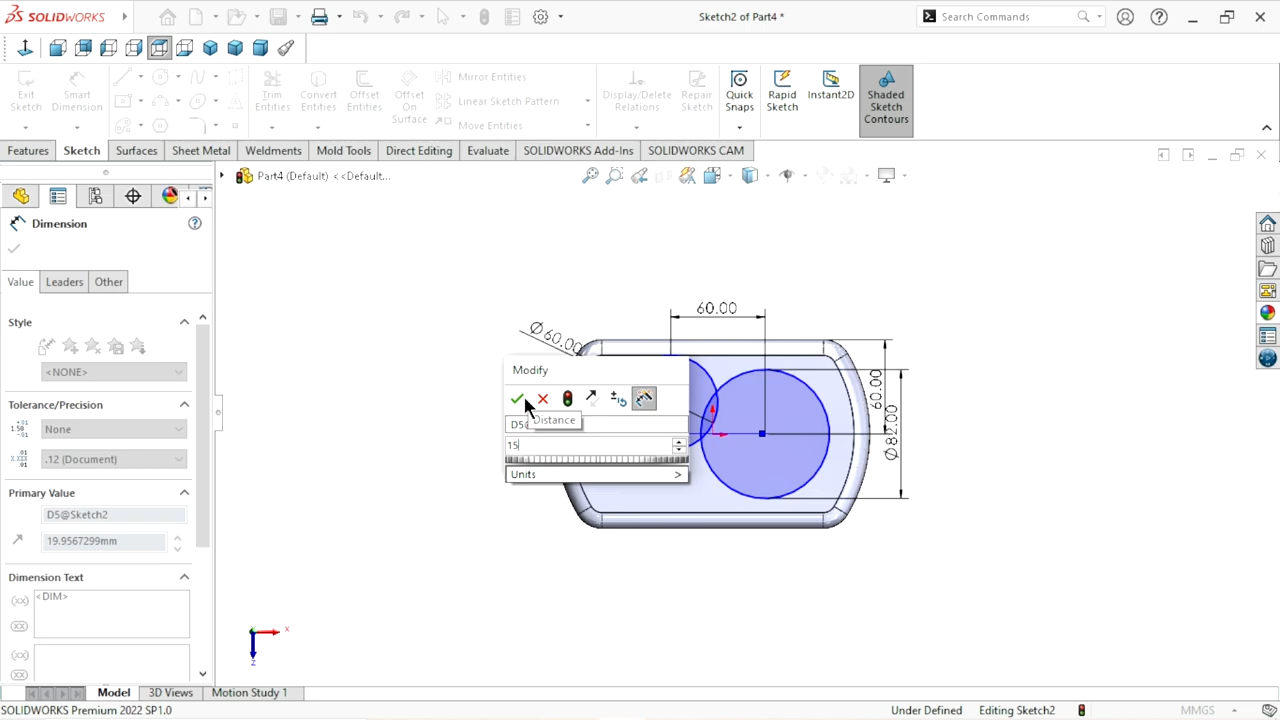 SOLIDWORKS
Sketch2 of Part4 *
Search Commands
Exit Sketch
Smart Dimension
Trim Entities
Convert Entities
Offset Entities
Offset On Surface
Mirror Entities
Linear Sketch Pattern
Move Entities
Display/Delete Relations
Repair Sketch
Quick Snaps
Rapid Sketch
Instant2D
Shaded Sketch Contours
Features
Sketch
Surfaces
Sheet Metal
Weldments
Mold Tools
Direct Editing
Evaluate
SOLIDWORKS Add-Ins
SOLIDWORKS CAM
Part4 (Default) <<Default...
Dimension
Value
Leaders
Other
Style
<NONE>
Tolerance/Precision
None
.12 (Document)
Primary Value
D5@Sketch2
19.9567299mm
Dimension Text
<DIM>
60.00
Ø60.00
60.00
Ø82.00
Modify
Distance
15
Units
x
z
Model
3D Views
Motion Study 1
SOLIDWORKS Premium 2022 SP1.0
Under Defined
Editing Sketch2
MMGS